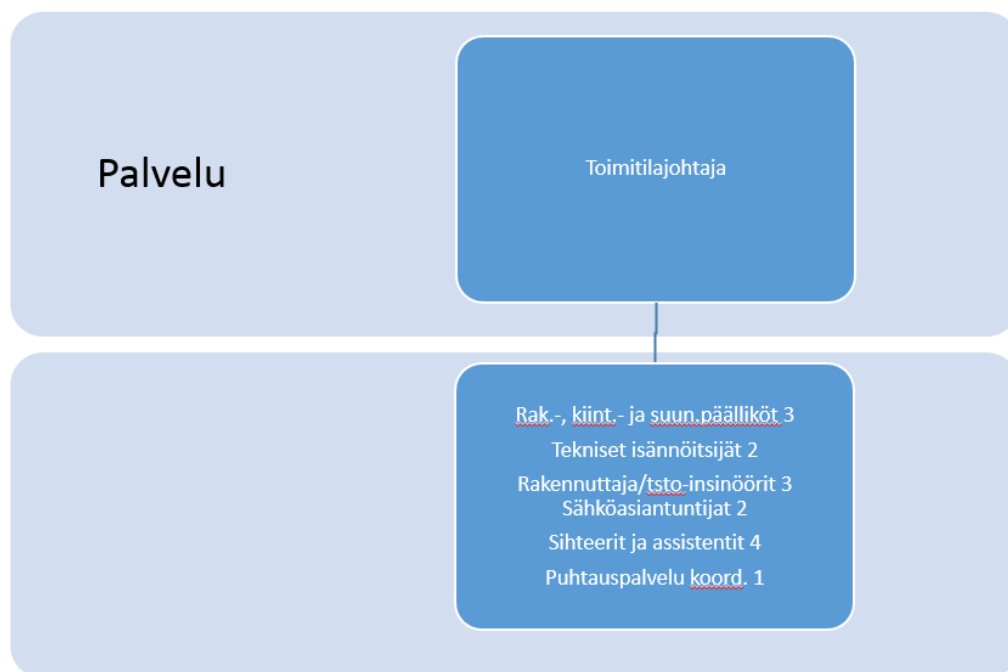 Palvelu
Toimitilajohtaja
Rak.-, kiint.- ja suun.päälliköt 3
Tekniset isännöitsijät 2
Rakennuttaja/tsto-insinöörit 3
Sähköasiantuntijat 2
Sihteerit ja assistentit 4
Puhtauspalvelu koord. 1